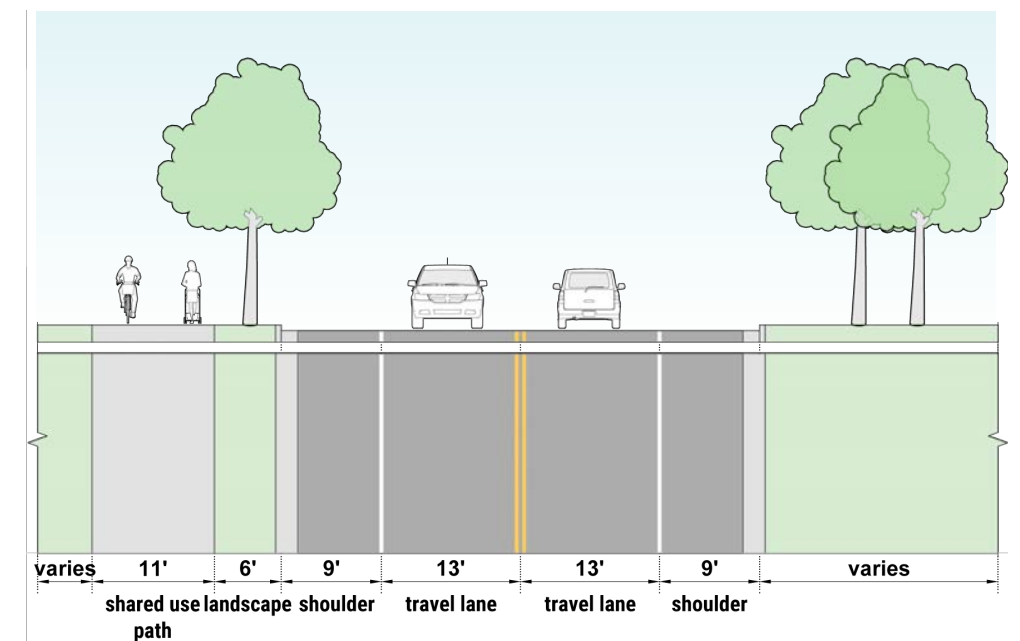 varies 11' 6' 9' 13' 13' 9' varies
shared use landscape shoulder travel lane travel lane shoulder
path